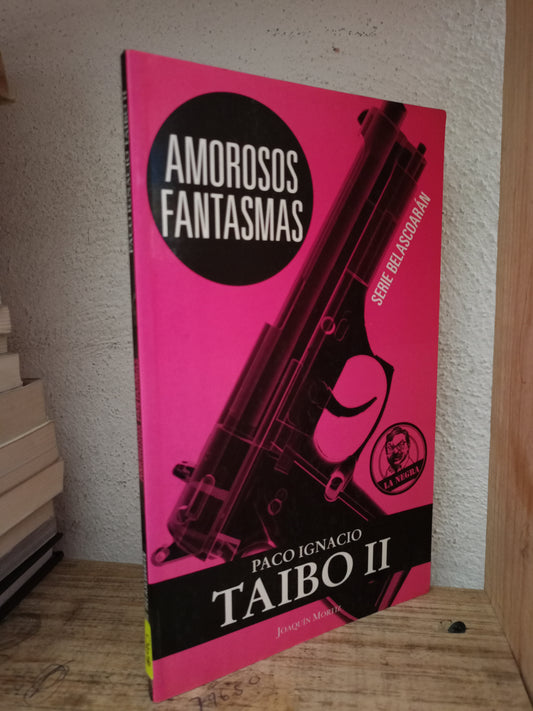 AMOROSOS
FANTASMAS
SERIE BELASCOARÁN
LA NEGRA
PACO IGNACIO
TAIBO II
JOAQUÍN MORTIZ